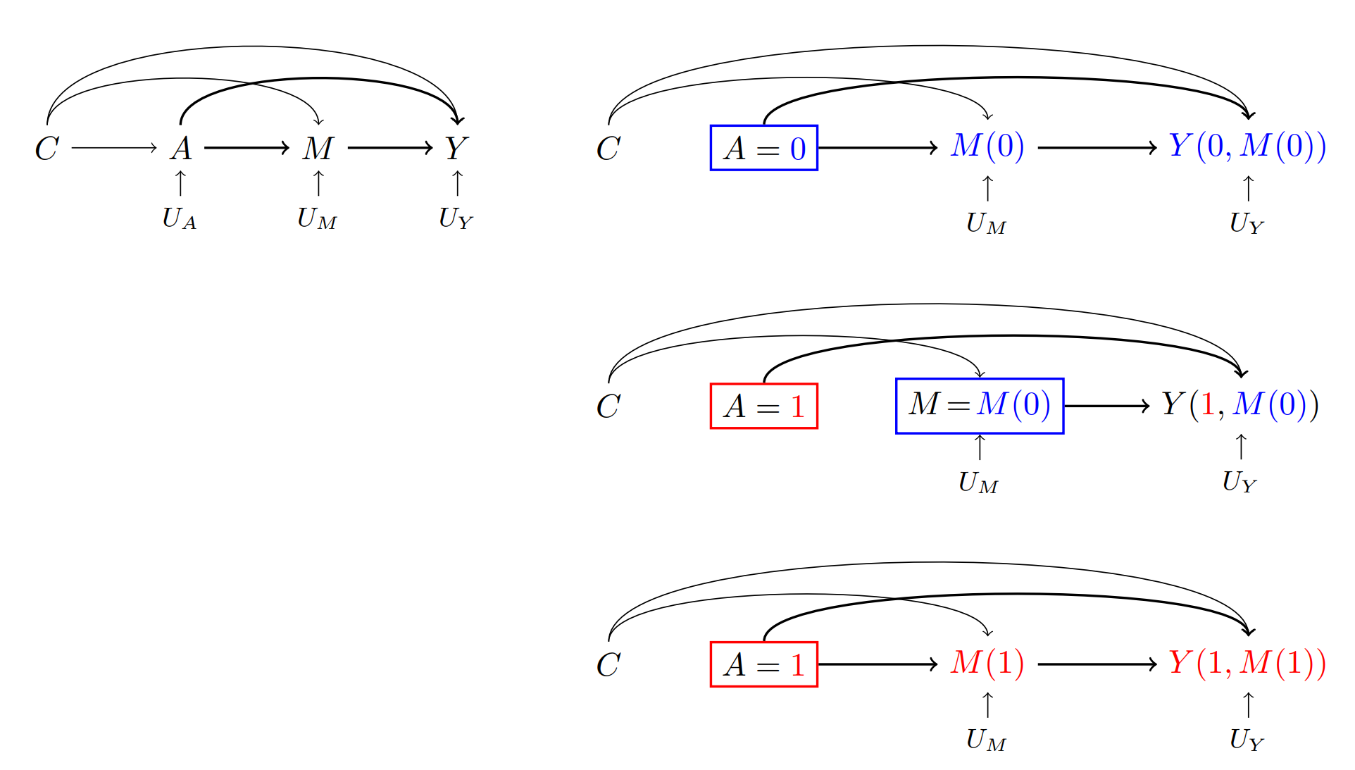 C A M Y
U_A U_M U_Y
C A = 0 M(0) Y(0, M(0))
U_M U_Y
C A = 1 M = M(0) Y(1, M(0))
U_M U_Y
C A = 1 M(1) Y(1, M(1))
U_M U_Y